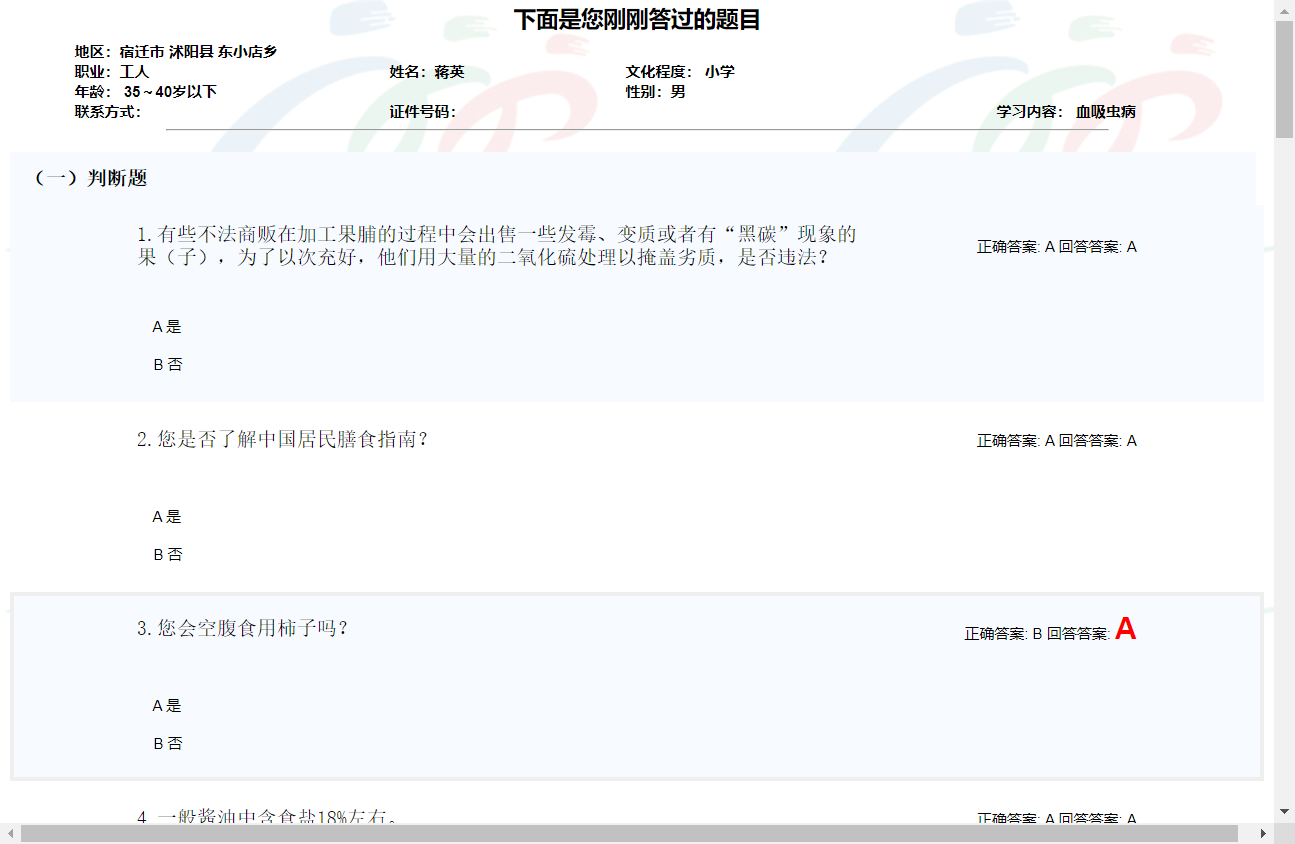 下面是您刚刚答过的题目
地区：宿迁市 沭阳县 东小店乡
职业：工人 姓名：蒋英 文化程度： 小学
年龄： 35～40岁以下 性别：男
联系方式： 证件号码： 学习内容： 血吸虫病
（一）判断题
1.有些不法商贩在加工果脯的过程中会出售一些发霉、变质或者有“黑碳”现象的
果（子），为了以次充好，他们用大量的二氧化硫处理以掩盖劣质，是否违法？
正确答案: A 回答答案: A
A 是
B 否
2.您是否了解中国居民膳食指南？ 正确答案: A 回答答案: A
A 是
B 否
3.您会空腹食用柿子吗？ 正确答案: B 回答答案: A
A 是
B 否
4.一般酱油中含食盐18%左右。 正确答案: A 回答答案: A